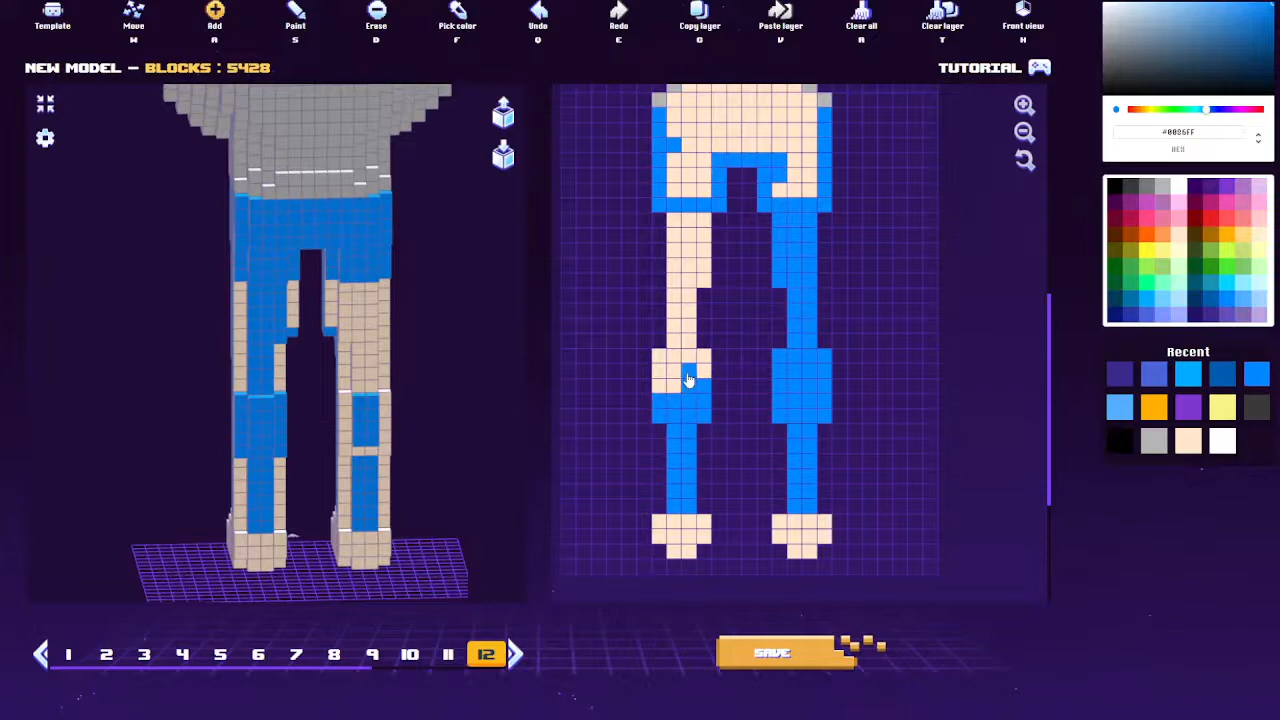 Template Move Add Paint Erase Pick color Undo Redo Copy layer Paste layer Clear all Clear layer Front view
W A S D F Q E G V R T H
NEW MODEL – BLOCKS : 5428
TUTORIAL
#0086FF
HEX
Recent
1 2 3 4 5 6 7 8 9 10 11 12
SAVE